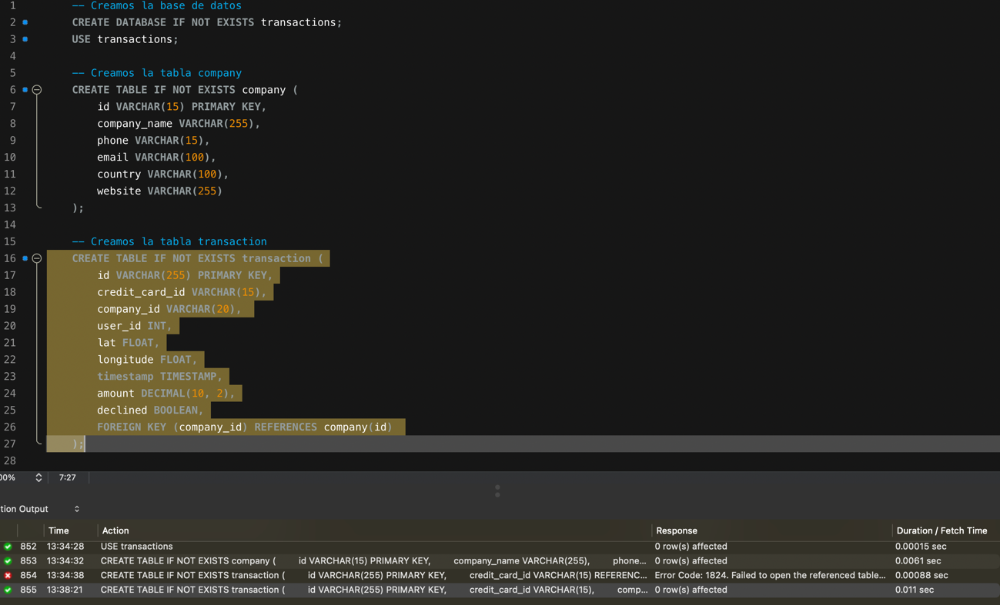 1 -- Creamos la base de datos
2 CREATE DATABASE IF NOT EXISTS transactions;
3 USE transactions;
4
5 -- Creamos la tabla company
6 CREATE TABLE IF NOT EXISTS company (
7 id VARCHAR(15) PRIMARY KEY,
8 company_name VARCHAR(255),
9 phone VARCHAR(15),
10 email VARCHAR(100),
11 country VARCHAR(100),
12 website VARCHAR(255)
13 );
14
15 -- Creamos la tabla transaction
16 CREATE TABLE IF NOT EXISTS transaction (
17 id VARCHAR(255) PRIMARY KEY,
18 credit_card_id VARCHAR(15),
19 company_id VARCHAR(20),
20 user_id INT,
21 lat FLOAT,
22 longitude FLOAT,
23 timestamp TIMESTAMP,
24 amount DECIMAL(10, 2),
25 declined BOOLEAN,
26 FOREIGN KEY (company_id) REFERENCES company(id)
27 );
28
00% 7:27
tion Output
Time Action Response Duration / Fetch Time
852 13:34:28 USE transactions 0 row(s) affected 0.00015 sec
853 13:34:32 CREATE TABLE IF NOT EXISTS company ( id VARCHAR(15) PRIMARY KEY, company_name VARCHAR(255), phone... 0 row(s) affected 0.0061 sec
854 13:34:38 CREATE TABLE IF NOT EXISTS transaction ( id VARCHAR(255) PRIMARY KEY, credit_card_id VARCHAR(15) REFERENC... Error Code: 1824. Failed to open the referenced table... 0.00088 sec
855 13:38:21 CREATE TABLE IF NOT EXISTS transaction ( id VARCHAR(255) PRIMARY KEY, credit_card_id VARCHAR(15), comp... 0 row(s) affected 0.011 sec